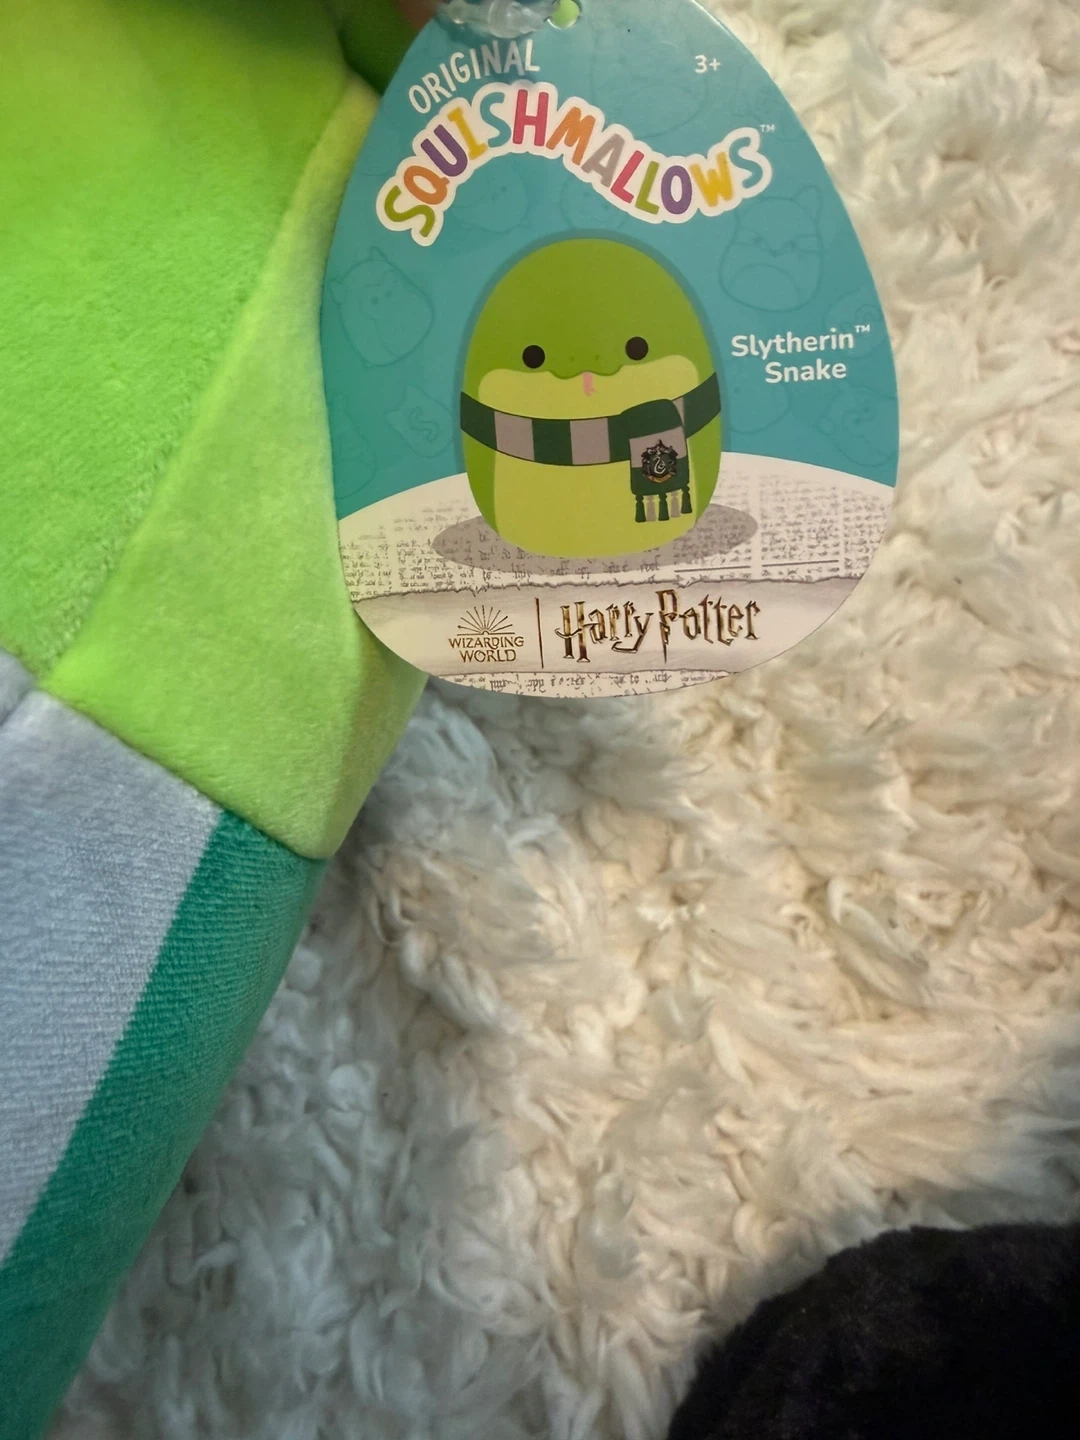 ORIGINAL
SQUISHMALLOWS™
3+
Slytherin™
Snake
WIZARDING
WORLD
Harry Potter